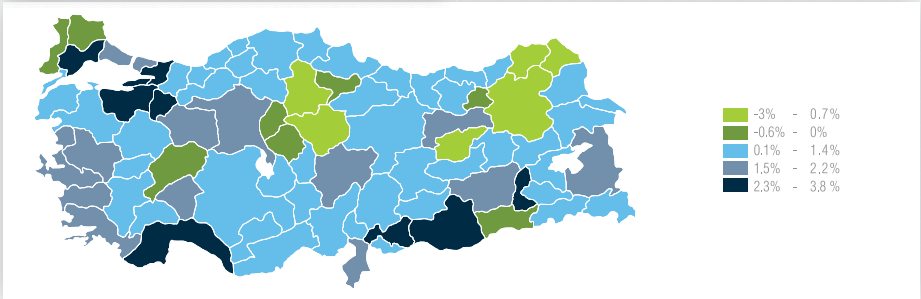 -3% - 0.7%
-0.6% - 0%
0.1% - 1.4%
1.5% - 2.2%
2.3% - 3.8%